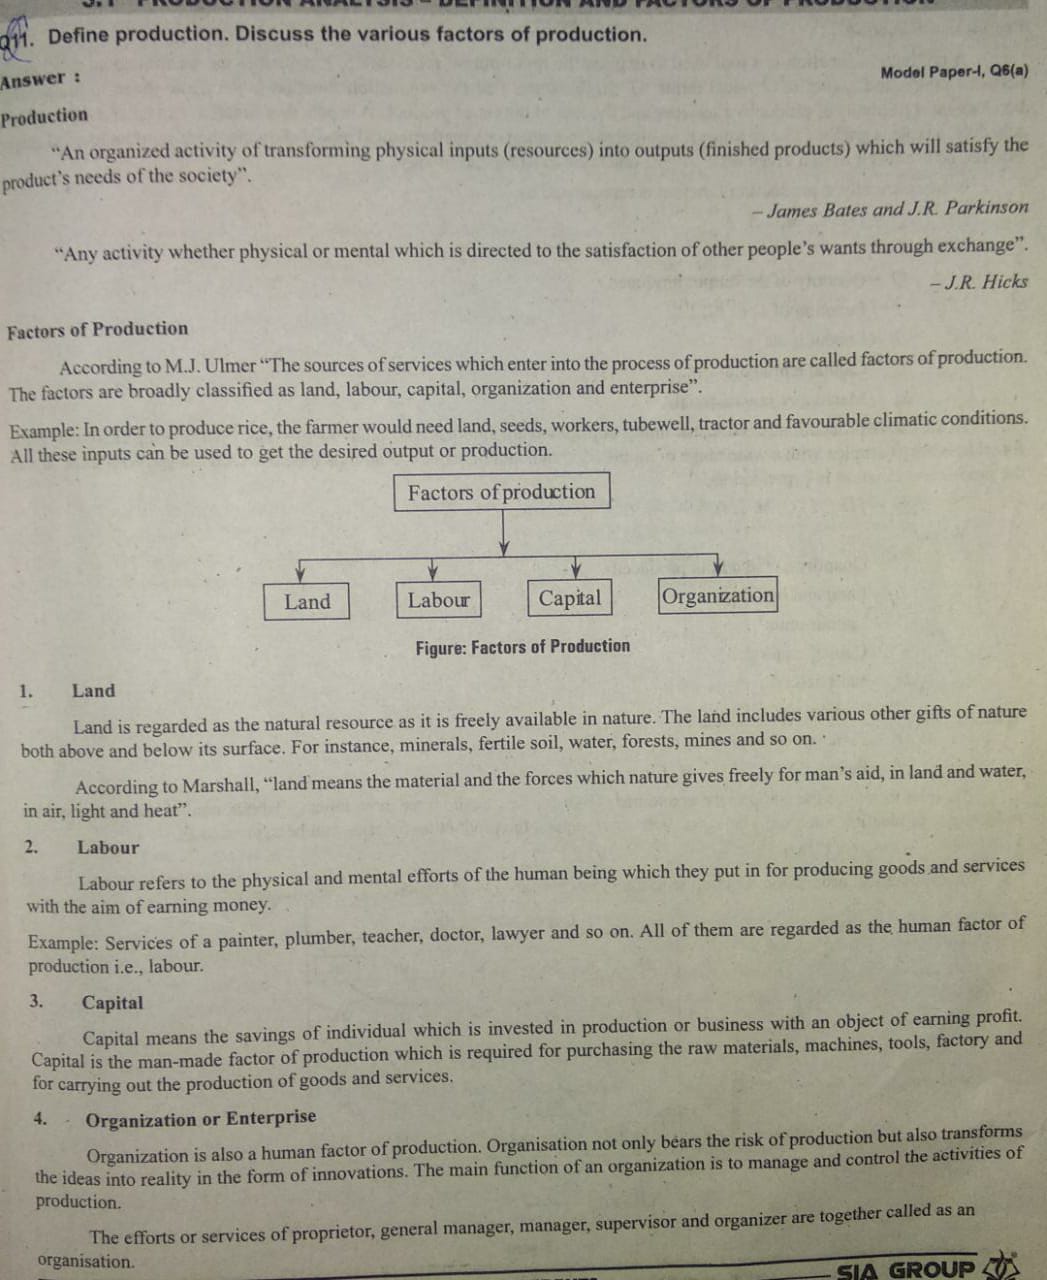 3.1 PRODUCTION ANALYSIS – DEFINITION AND FACTORS OF PRODUCTION
Q11. Define production. Discuss the various factors of production.
Answer :
Model Paper-I, Q6(a)
Production
“An organized activity of transforming physical inputs (resources) into outputs (finished products) which will satisfy the
product’s needs of the society”.
– James Bates and J.R. Parkinson
“Any activity whether physical or mental which is directed to the satisfaction of other people’s wants through exchange”.
– J.R. Hicks
Factors of Production
According to M.J. Ulmer “The sources of services which enter into the process of production are called factors of production.
The factors are broadly classified as land, labour, capital, organization and enterprise”.
Example: In order to produce rice, the farmer would need land, seeds, workers, tubewell, tractor and favourable climatic conditions.
All these inputs can be used to get the desired output or production.
Factors of production
Land Labour Capital Organization
Figure: Factors of Production
1. Land
Land is regarded as the natural resource as it is freely available in nature. The land includes various other gifts of nature
both above and below its surface. For instance, minerals, fertile soil, water, forests, mines and so on.
According to Marshall, “land means the material and the forces which nature gives freely for man’s aid, in land and water,
in air, light and heat”.
2. Labour
Labour refers to the physical and mental efforts of the human being which they put in for producing goods and services
with the aim of earning money.
Example: Services of a painter, plumber, teacher, doctor, lawyer and so on. All of them are regarded as the human factor of
production i.e., labour.
3. Capital
Capital means the savings of individual which is invested in production or business with an object of earning profit.
Capital is the man-made factor of production which is required for purchasing the raw materials, machines, tools, factory and
for carrying out the production of goods and services.
4. Organization or Enterprise
Organization is also a human factor of production. Organisation not only bears the risk of production but also transforms
the ideas into reality in the form of innovations. The main function of an organization is to manage and control the activities of
production.
The efforts or services of proprietor, general manager, manager, supervisor and organizer are together called as an
organisation.
SIA GROUP